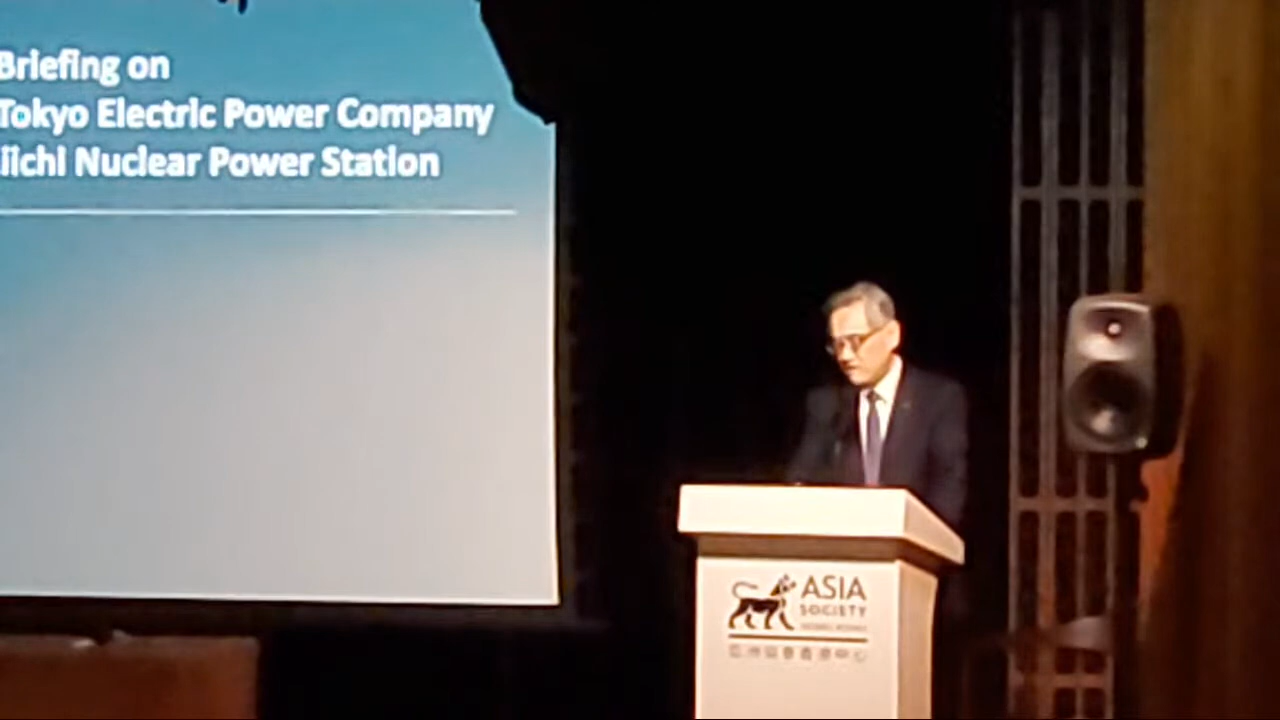 Briefing on
Tokyo Electric Power Company
iichi Nuclear Power Station
ASIA
SOCIETY
亞洲協會香港中心